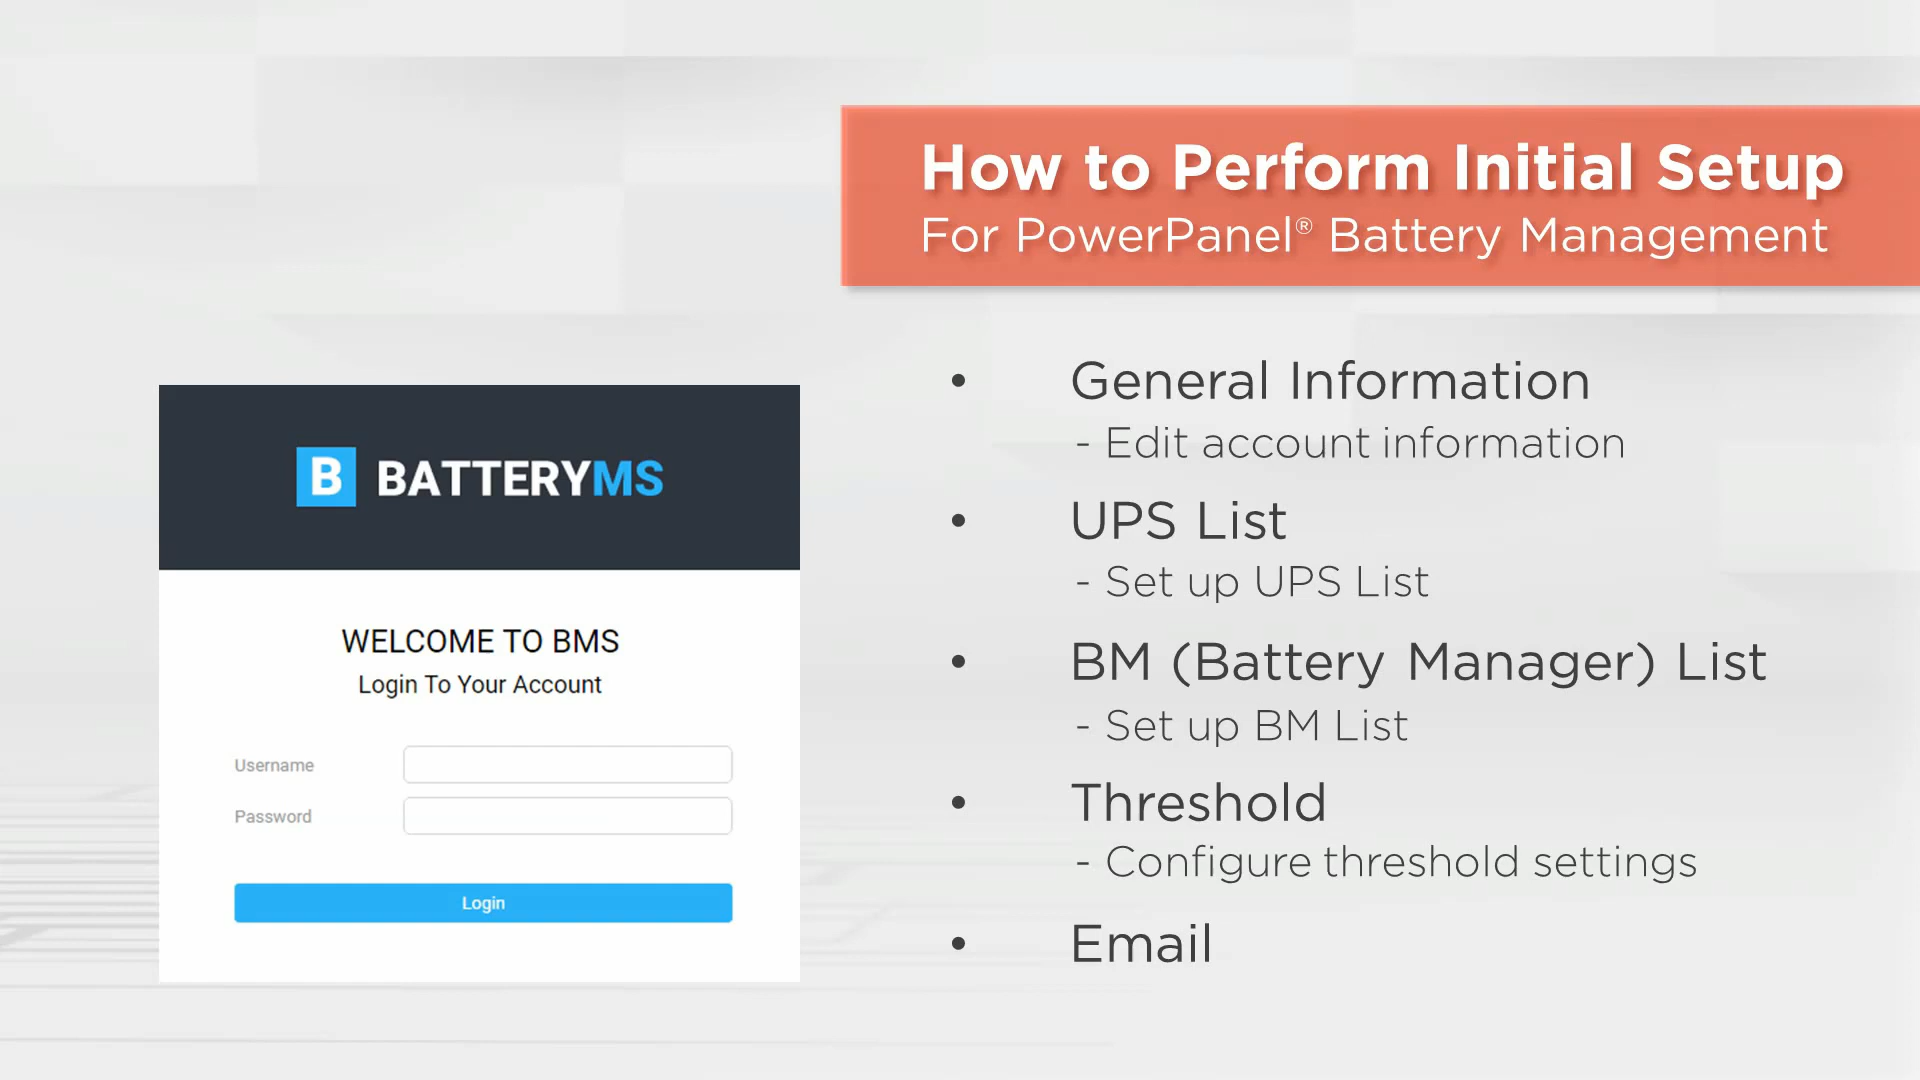 How to Perform Initial Setup
For PowerPanel® Battery Management
B BATTERYMS
WELCOME TO BMS
Login To Your Account
Username
Password
Login
• General Information
- Edit account information
• UPS List
- Set up UPS List
• BM (Battery Manager) List
- Set up BM List
• Threshold
- Configure threshold settings
• Email